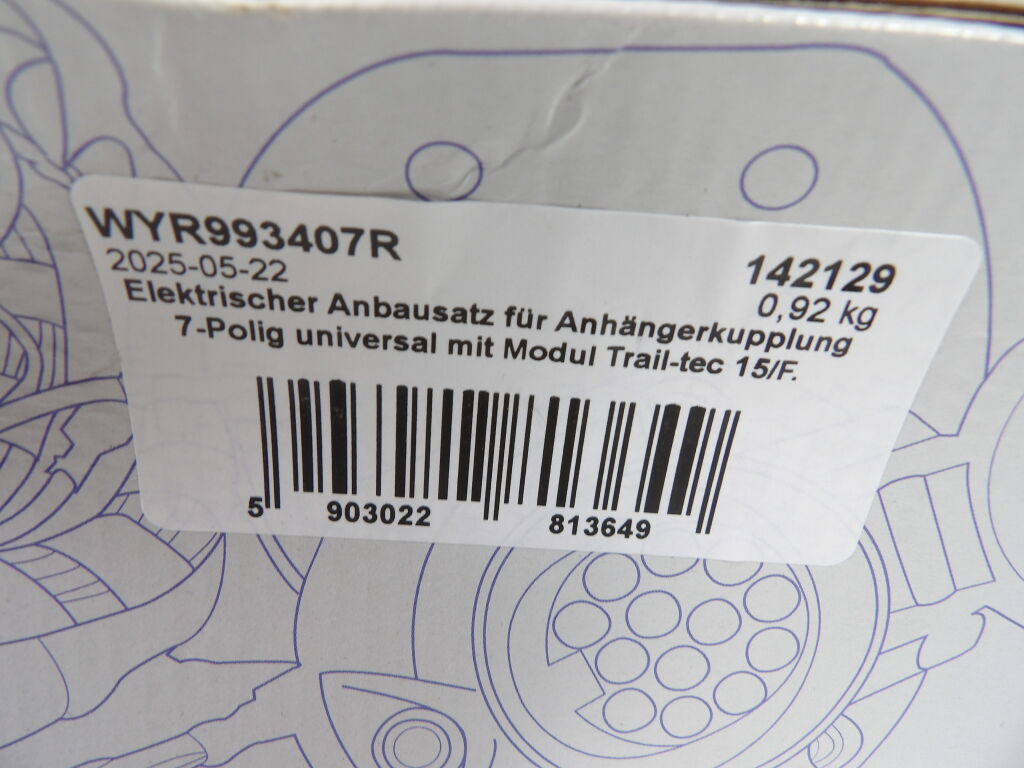 WYR993407R
142129
2025-05-22
0,92 kg
Elektrischer Anbausatz für Anhängerkupplung
7-Polig universal mit Modul Trail-tec 15/F.
5 903022 813649